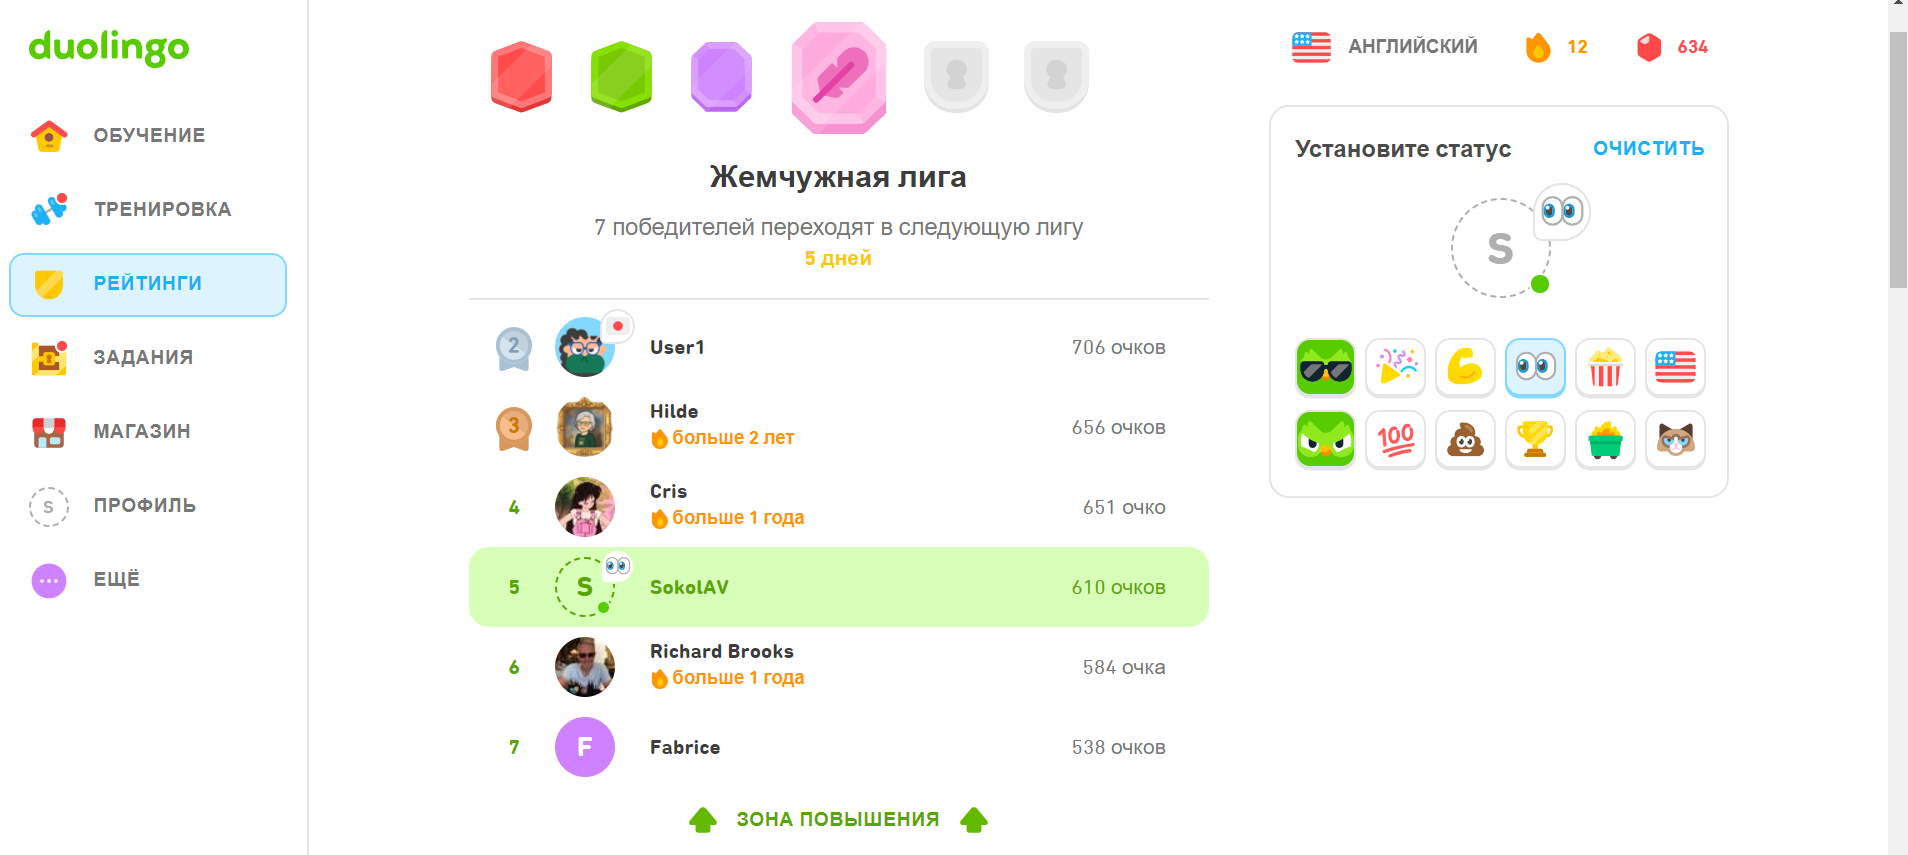 duolingo
ОБУЧЕНИЕ
ТРЕНИРОВКА
РЕЙТИНГИ
ЗАДАНИЯ
МАГАЗИН
S ПРОФИЛЬ
ЕЩЁ
Жемчужная лига
7 победителей переходят в следующую лигу
5 дней
2 User1 706 очков
3 Hilde 656 очков
больше 2 лет
4 Cris 651 очко
больше 1 года
5 S SokolAV 610 очков
6 Richard Brooks 584 очка
больше 1 года
7 F Fabrice 538 очков
ЗОНА ПОВЫШЕНИЯ
АНГЛИЙСКИЙ 12 634
Установите статус ОЧИСТИТЬ
S
100